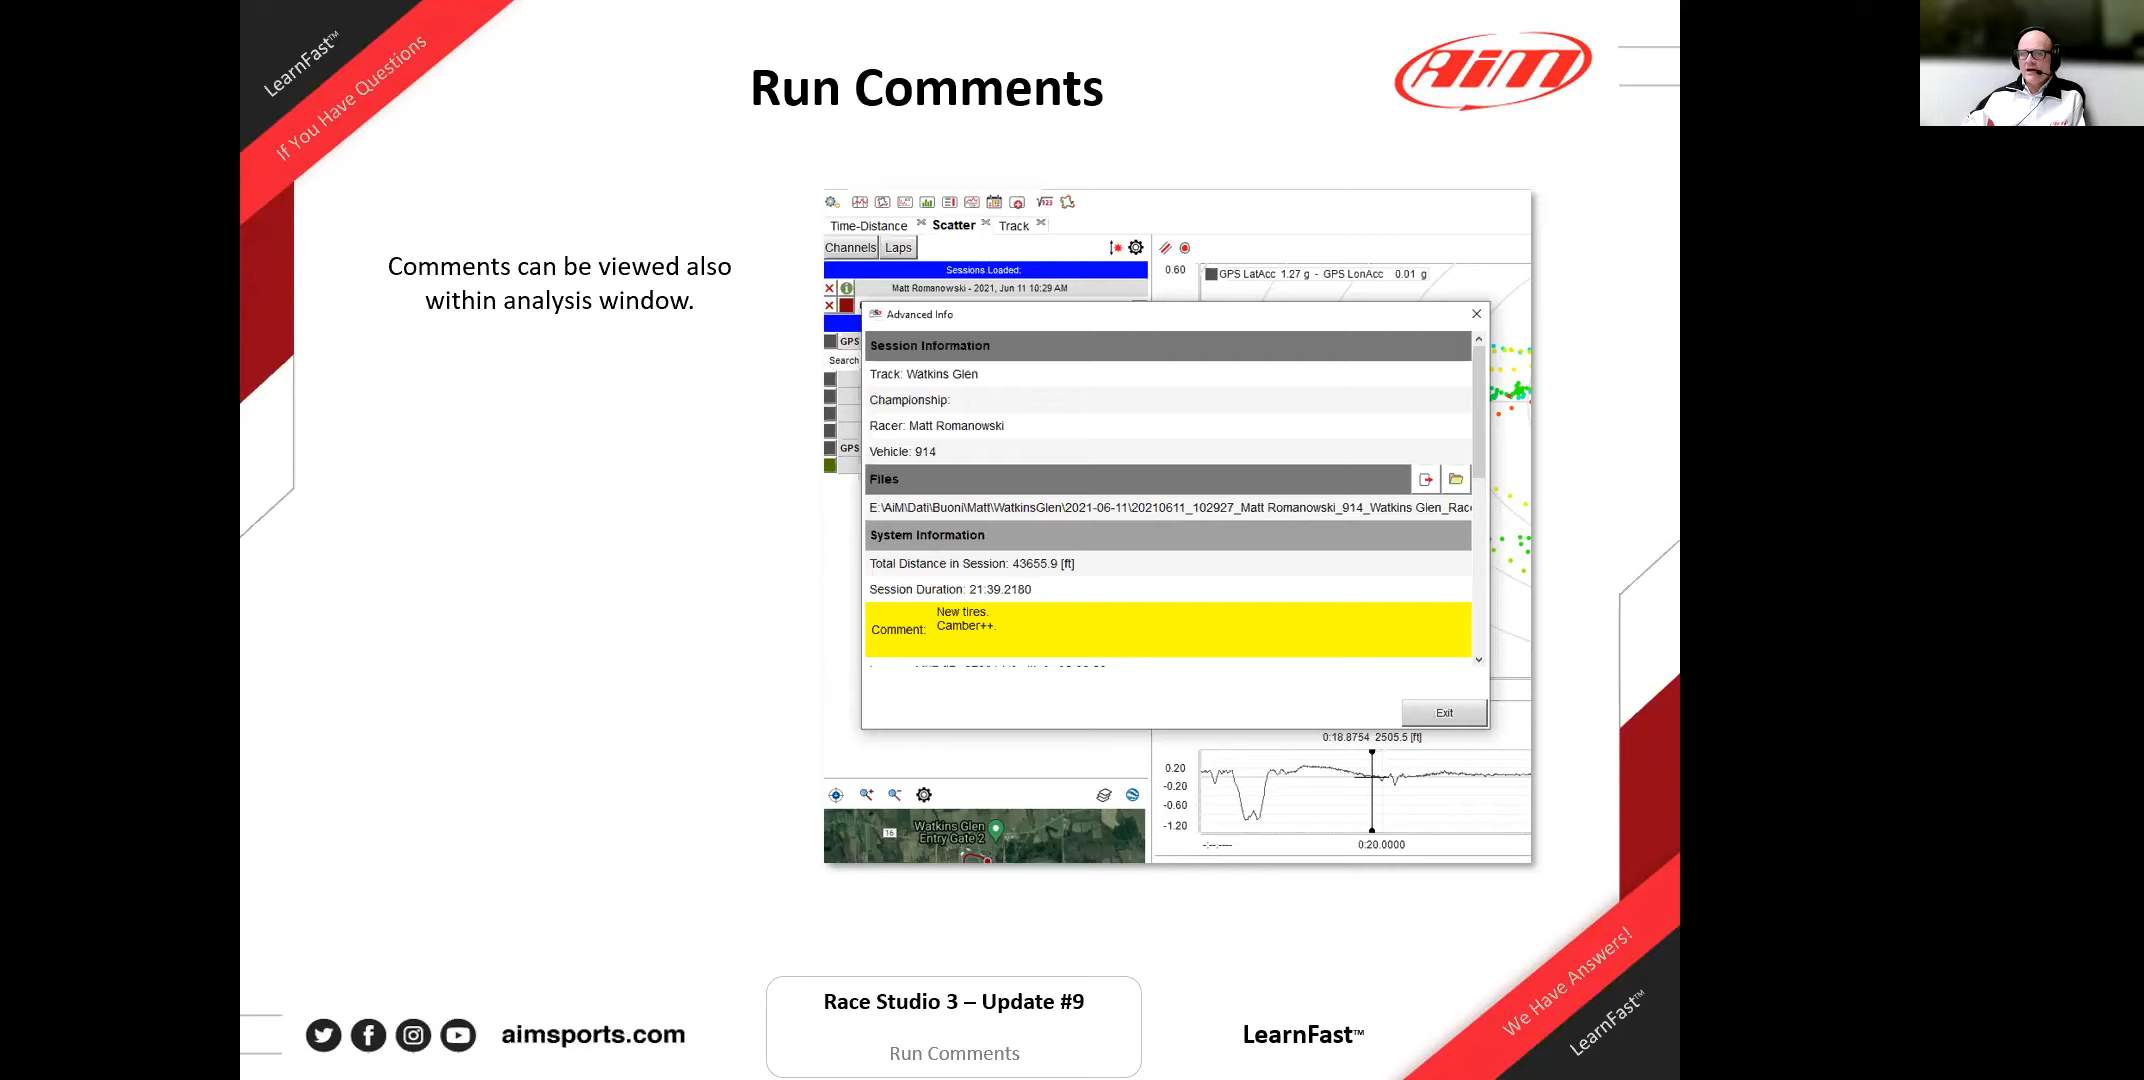 LearnFast™
If You Have Questions
Run Comments
AiM
Comments can be viewed also
within analysis window.
Time-Distance Scatter Track
Channels Laps
Sessions Loaded:
Matt Romanowski - 2021, Jun 11 10:29 AM
GPS
Search
GPS
0.60
GPS LatAcc 1.27 g - GPS LonAcc 0.01 g
Advanced Info
Session Information
Track: Watkins Glen
Championship:
Racer: Matt Romanowski
Vehicle: 914
Files
E:\AiM\Dati\Buoni\Matt\WatkinsGlen\2021-06-11\20210611_102927_Matt Romanowski_914_Watkins Glen_Race
System Information
Total Distance in Session: 43655.9 [ft]
Session Duration: 21:39.2180
Comment:
New tires.
Camber++.
Exit
0:18.8754 2505.5 [ft]
0.20
-0.20
-0.60
-1.20
-:--.----
0:20.0000
16
Watkins Glen
Entry Gate 2
aimsports.com
Race Studio 3 – Update #9
Run Comments
LearnFast™
We Have Answers!
LearnFast™